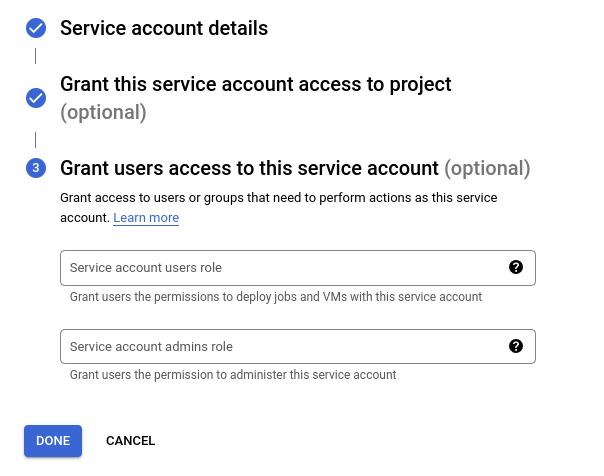 Service account details
Grant this service account access to project
(optional)
3
Grant users access to this service account (optional)
Grant access to users or groups that need to perform actions as this service
account. Learn more
Service account users role
?
Grant users the permissions to deploy jobs and VMs with this service account
Service account admins role
?
Grant users the permission to administer this service account
DONE CANCEL